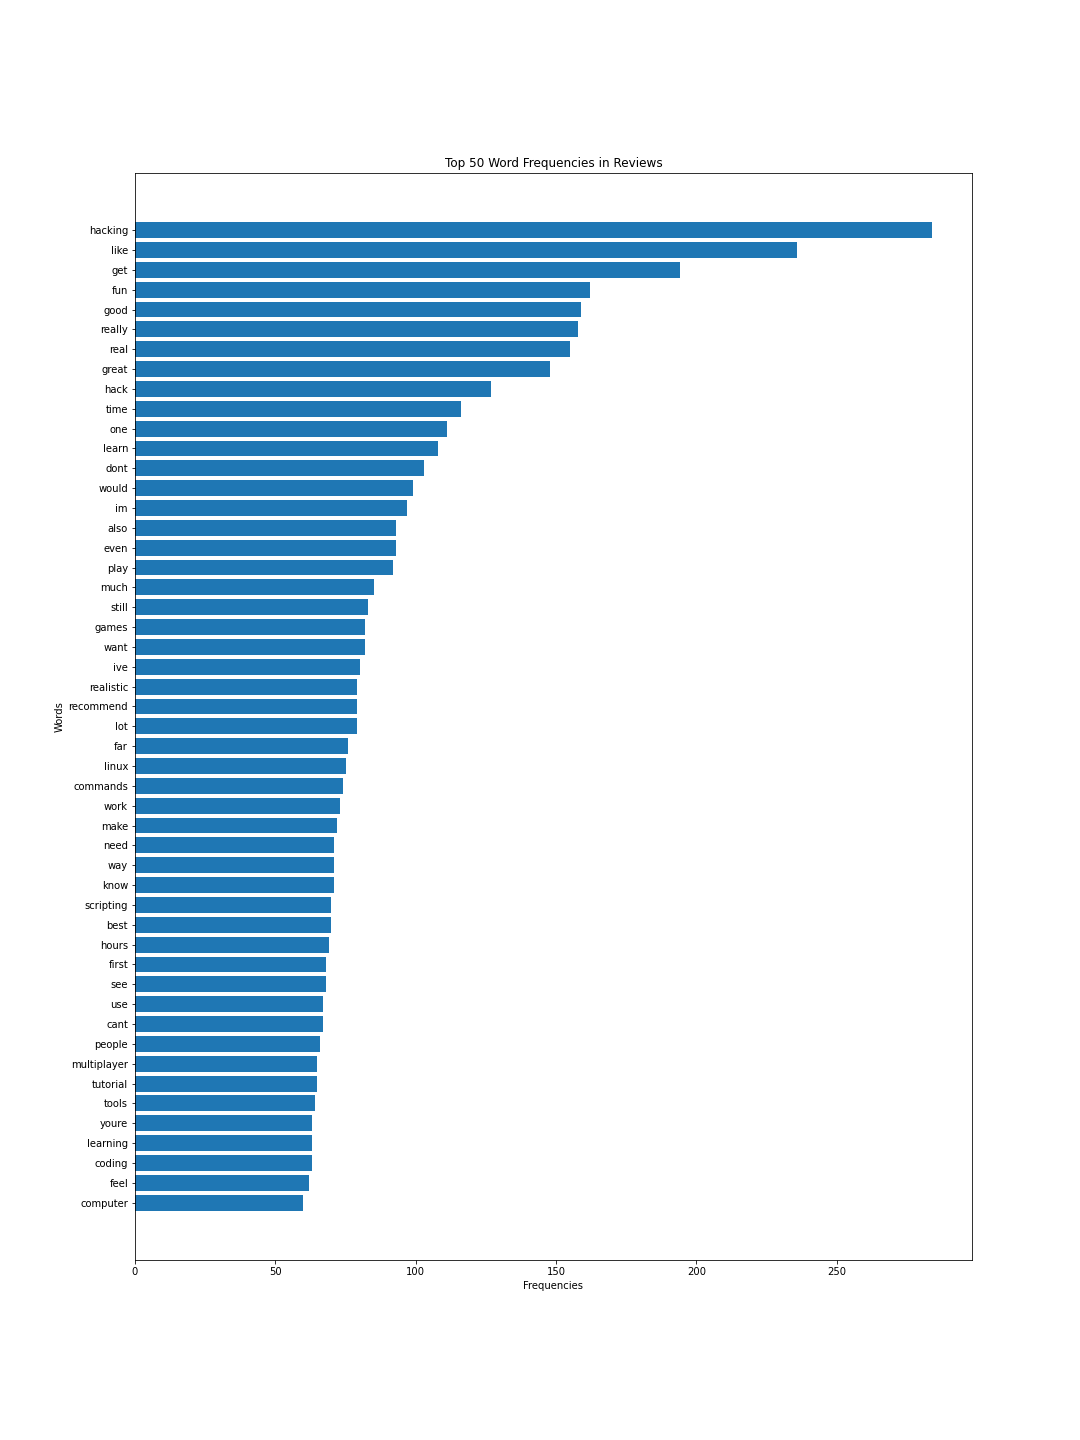 Top 50 Word Frequencies in Reviews
Words
hacking
like
get
fun
good
really
real
great
hack
time
one
learn
dont
would
im
also
even
play
much
still
games
want
ive
realistic
recommend
lot
far
linux
commands
work
make
need
way
know
scripting
best
hours
first
see
use
cant
people
multiplayer
tutorial
tools
youre
learning
coding
feel
computer
0 50 100 150 200 250
Frequencies